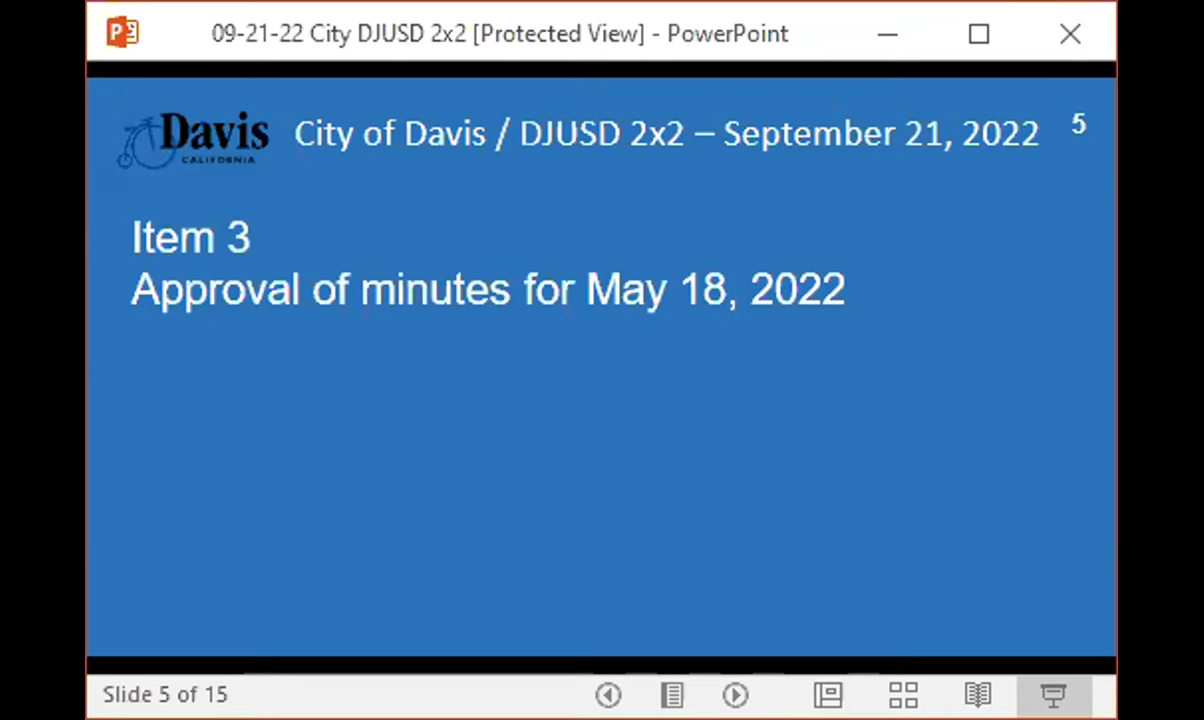 09-21-22 City DJUSD 2x2 [Protected View] - PowerPoint
Davis
CALIFORNIA
City of Davis / DJUSD 2x2 – September 21, 2022
5
Item 3
Approval of minutes for May 18, 2022
Slide 5 of 15